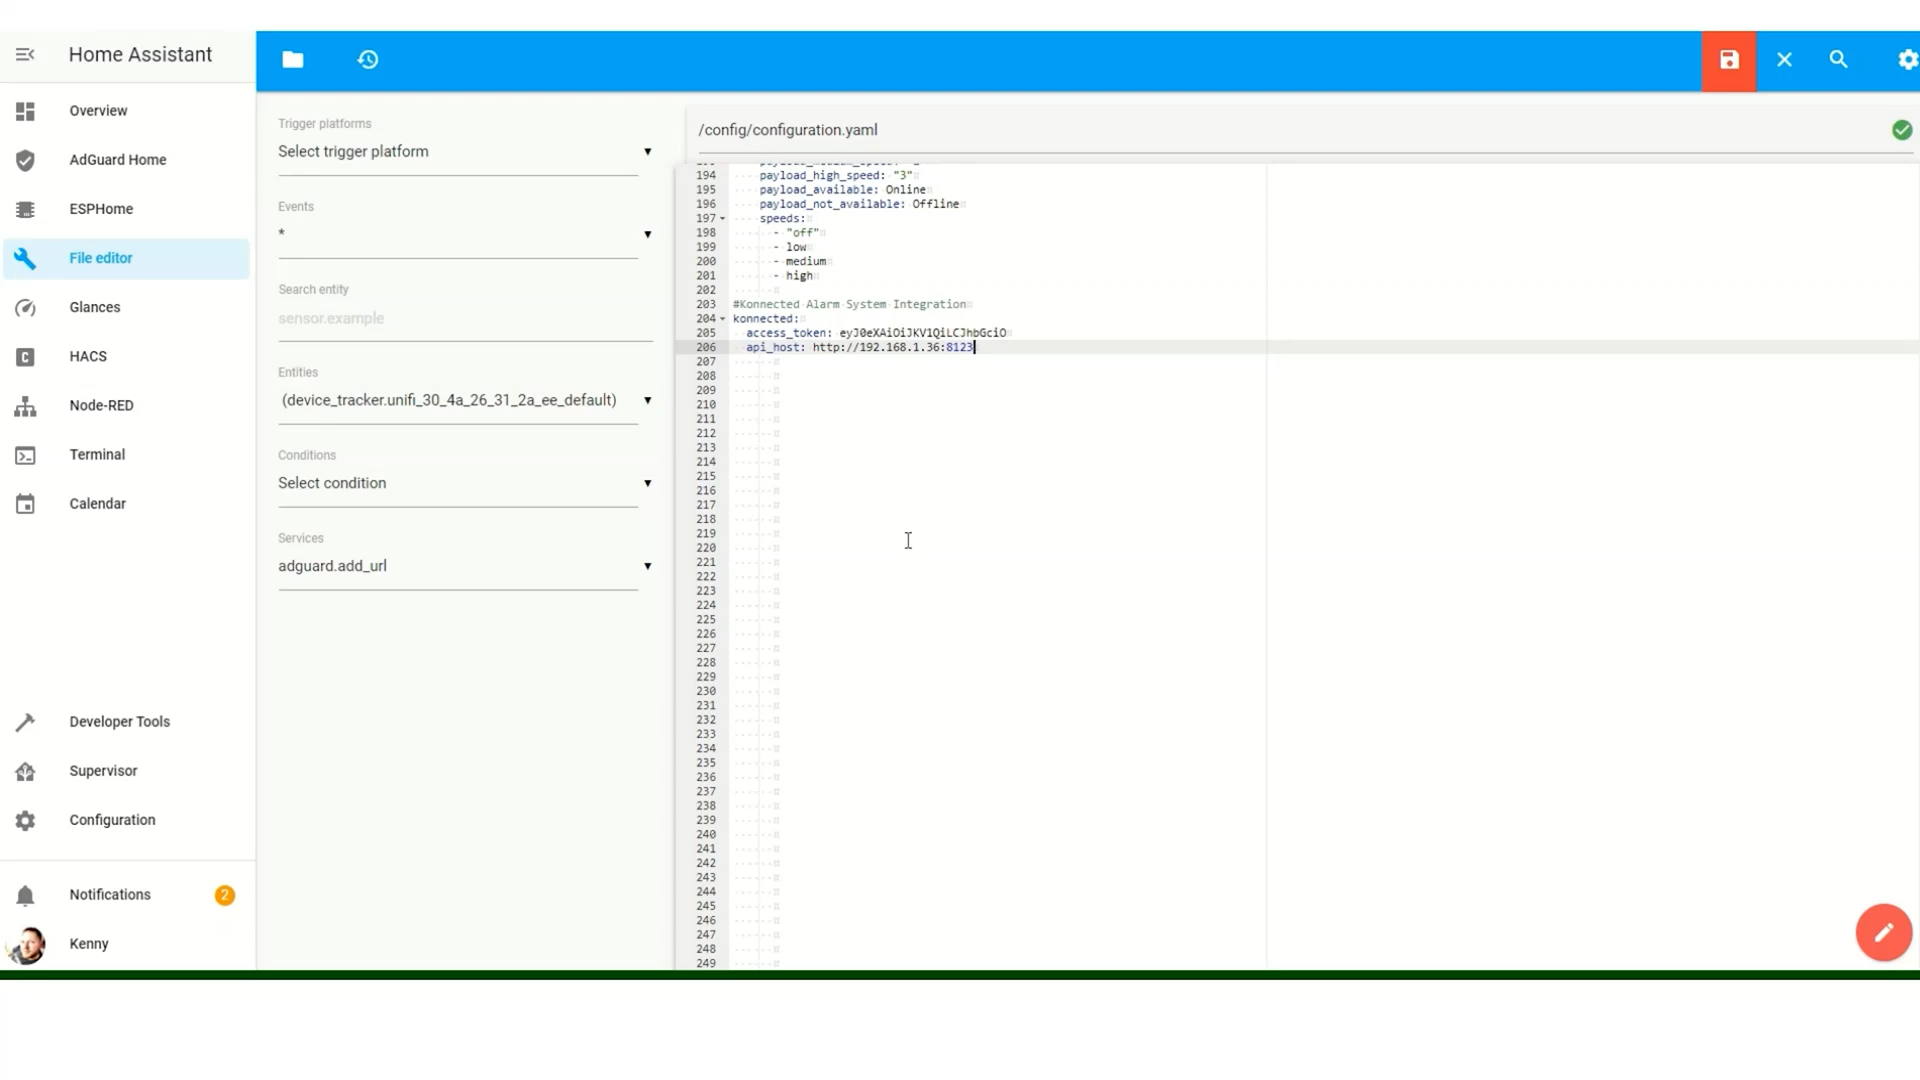 Home Assistant
Overview
AdGuard Home
ESPHome
File editor
Glances
HACS
Node-RED
Terminal
Calendar
Developer Tools
Supervisor
Configuration
Notifications
2
Kenny
Trigger platforms
Select trigger platform
Events
*
Search entity
sensor.example
Entities
(device_tracker.unifi_30_4a_26_31_2a_ee_default)
Conditions
Select condition
Services
adguard.add_url
/config/configuration.yaml
194 payload_high_speed: "3"
195 payload_available: Online
196 payload_not_available: Offline
197 speeds:
198 - "off"
199 - low
200 - medium
201 - high
202
203 #Konnected Alarm System Integration
204 konnected:
205 access_token: eyJ0eXAiOiJKV1QiLCJhbGciO
206 api_host: http://192.168.1.36:8123
207
208
209
210
211
212
213
214
215
216
217
218
219
220
221
222
223
224
225
226
227
228
229
230
231
232
233
234
235
236
237
238
239
240
241
242
243
244
245
246
247
248
249